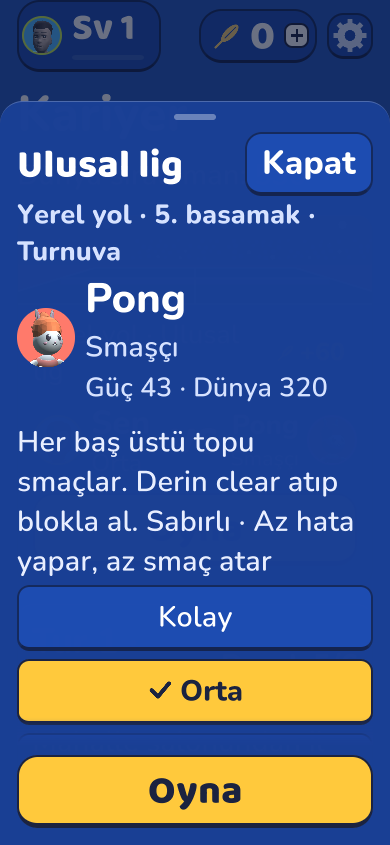 Sv 1
0
Kariyer
Ulusal lig
Kapat
Yerel yol · 5. basamak ·
Turnuva
Pong
Smaşçı
Güç 43 · Dünya 320
Her baş üstü topu
smaçlar. Derin clear atıp
blokla al. Sabırlı · Az hata
yapar, az smaç atar
Kolay
✓ Orta
Oyna